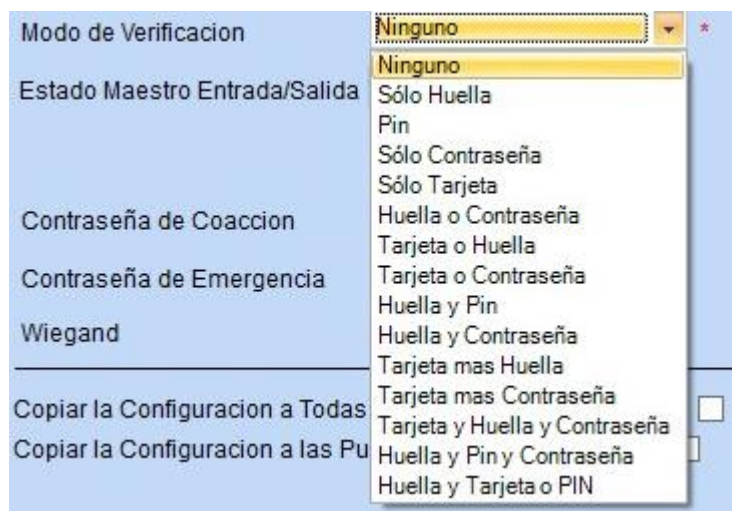 Modo de Verificacion
Ninguno
*
Ninguno
Estado Maestro Entrada/Salida
Sólo Huella
Pin
Sólo Contraseña
Sólo Tarjeta
Contraseña de Coaccion
Huella o Contraseña
Tarjeta o Huella
Contraseña de Emergencia
Tarjeta o Contraseña
Huella y Pin
Wiegand
Huella y Contraseña
Tarjeta mas Huella
Tarjeta mas Contraseña
Copiar la Configuracion a Todas
Tarjeta y Huella y Contraseña
Copiar la Configuracion a las Pu
Huella y Pin y Contraseña
Huella y Tarjeta o PIN